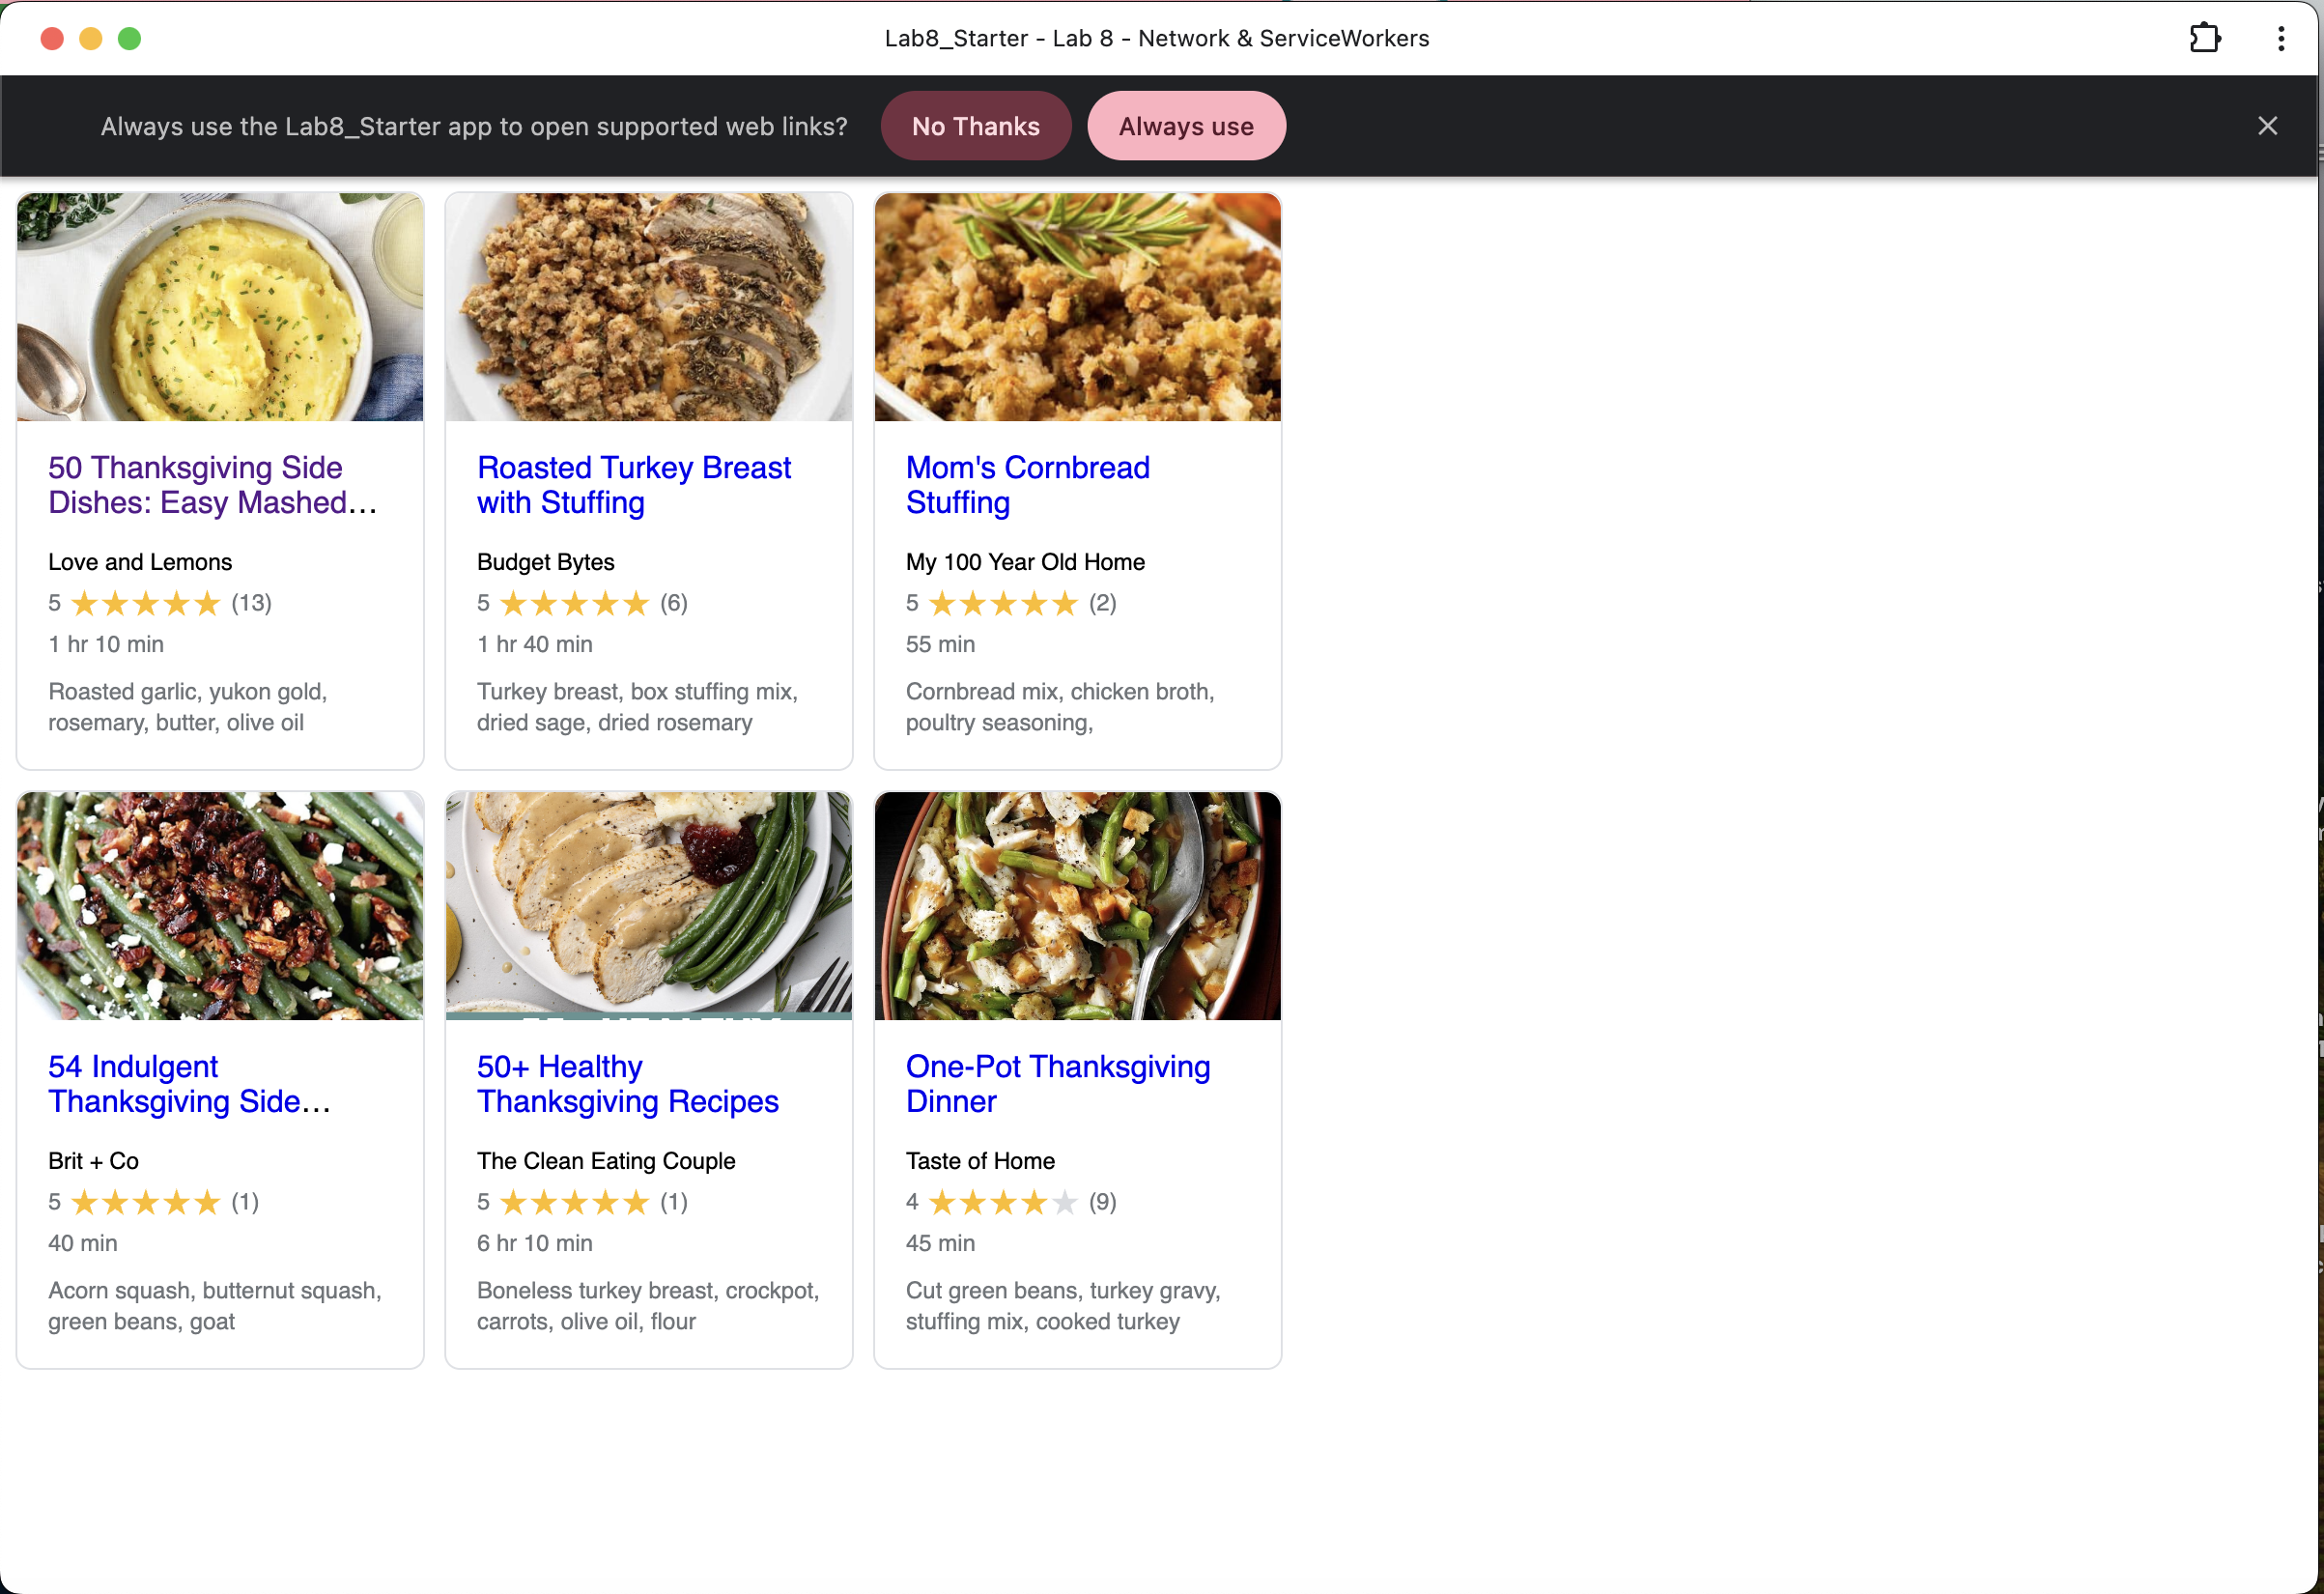 Lab8_Starter - Lab 8 - Network & ServiceWorkers
Always use the Lab8_Starter app to open supported web links?
No Thanks
Always use
50 Thanksgiving Side
Dishes: Easy Mashed...
Love and Lemons
5 ★★★★★ (13)
1 hr 10 min
Roasted garlic, yukon gold,
rosemary, butter, olive oil
Roasted Turkey Breast
with Stuffing
Budget Bytes
5 ★★★★★ (6)
1 hr 40 min
Turkey breast, box stuffing mix,
dried sage, dried rosemary
Mom's Cornbread
Stuffing
My 100 Year Old Home
5 ★★★★★ (2)
55 min
Cornbread mix, chicken broth,
poultry seasoning,
54 Indulgent
Thanksgiving Side...
Brit + Co
5 ★★★★★ (1)
40 min
Acorn squash, butternut squash,
green beans, goat
50+ Healthy
Thanksgiving Recipes
The Clean Eating Couple
5 ★★★★★ (1)
6 hr 10 min
Boneless turkey breast, crockpot,
carrots, olive oil, flour
One-Pot Thanksgiving
Dinner
Taste of Home
4 ★★★★★ (9)
45 min
Cut green beans, turkey gravy,
stuffing mix, cooked turkey